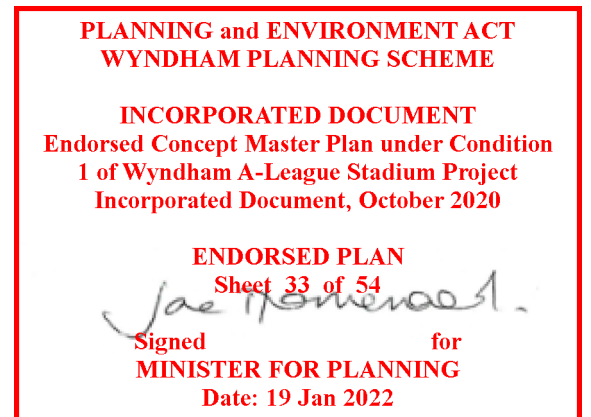 PLANNING and ENVIRONMENT ACT
WYNDHAM PLANNING SCHEME
INCORPORATED DOCUMENT
Endorsed Concept Master Plan under Condition
1 of Wyndham A-League Stadium Project
Incorporated Document, October 2020
ENDORSED PLAN
Sheet 33 of 54
Signed for
MINISTER FOR PLANNING
Date: 19 Jan 2022